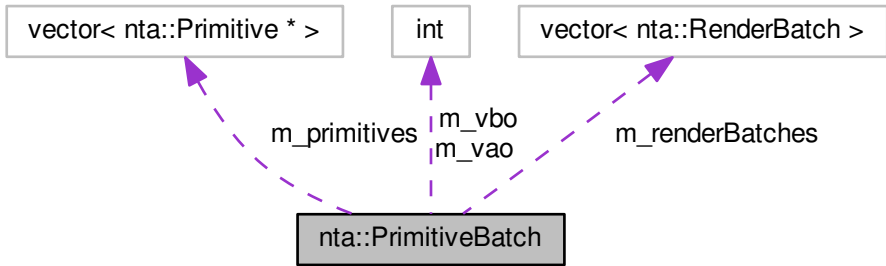 vector< nta::Primitive * >
int
vector< nta::RenderBatch >
m_primitives
m_vbo
m_vao
m_renderBatches
nta::PrimitiveBatch